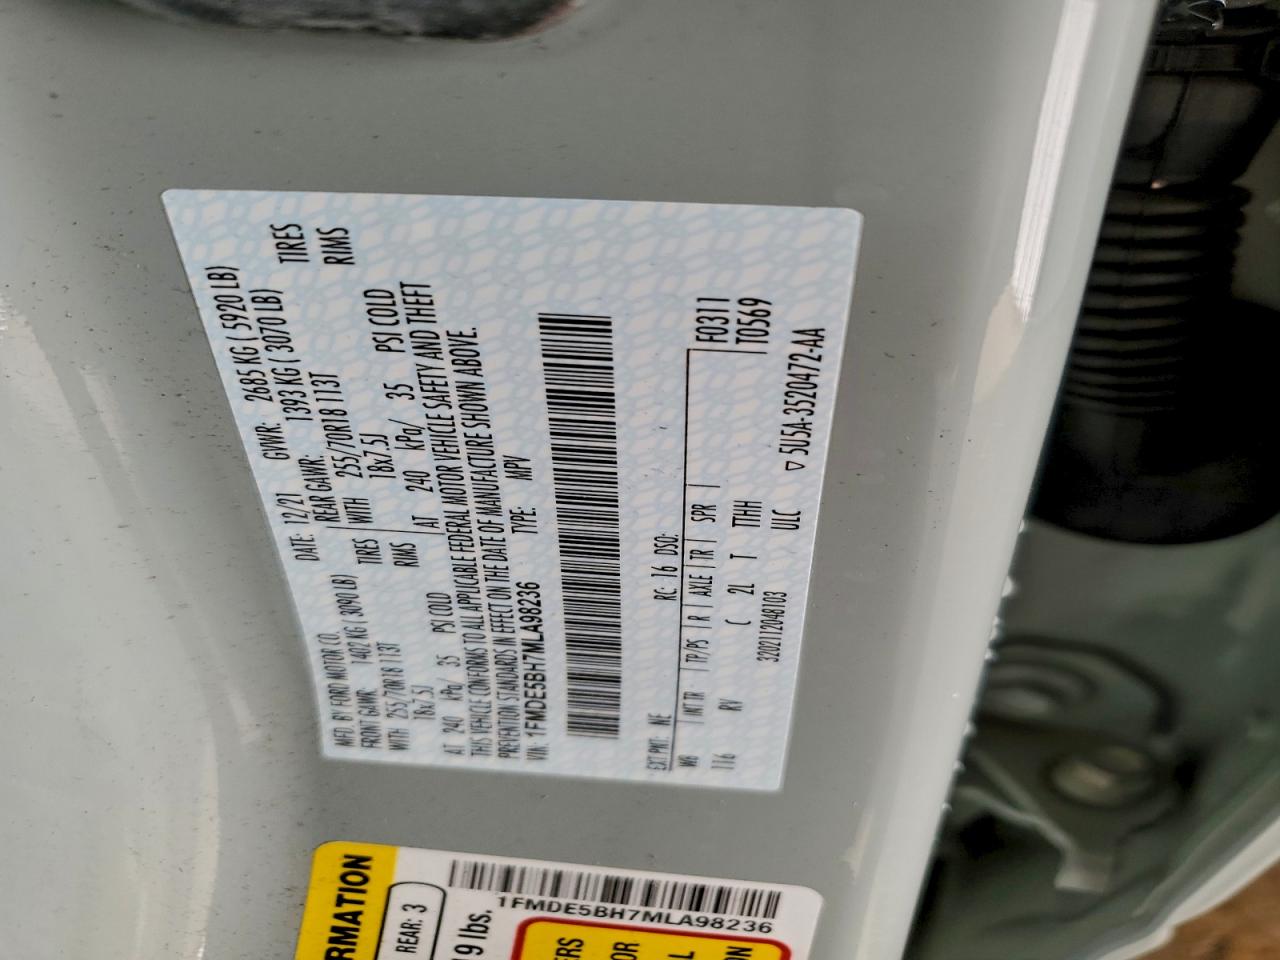 MFD. BY FORD MOTOR CO.
DATE: 12/21 GVWR: 2685 KG ( 5920 LB)
FRONT GAWR: 1402 KG ( 3090 LB) REAR GAWR: 1393 KG ( 3070 LB)
WITH 255/70R18 113T TIRES WITH 255/70R18 113T TIRES
18x7.5J RIMS 18x7.5J RIMS
AT 240 kPa/ 35 PSI COLD AT 240 kPa/ 35 PSI COLD
THIS VEHICLE CONFORMS TO ALL APPLICABLE FEDERAL MOTOR VEHICLE SAFETY AND THEFT
PREVENTION STANDARDS IN EFFECT ON THE DATE OF MANUFACTURE SHOWN ABOVE.
VIN: 1FMDE5BH7MLA98236 TYPE: MPV
EXT PNT: NE RC: 16 DSO: F0311
WB INT TR TP/PS R AXLE TR SPR T0569
116 RV C 2L T TTHH
3202112048103 ULC ▽5U5A-3520472-AA
RMATION
REAR: 3
19 lbs.
1FMDE5BH7MLA98236
ERS
OR
L
ON